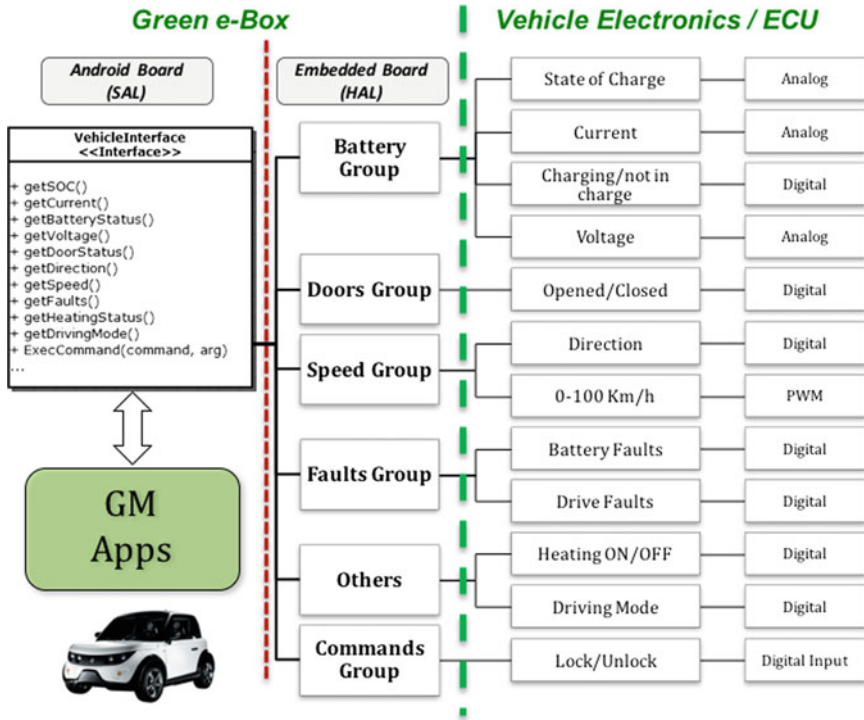 Green e-Box
Vehicle Electronics / ECU
Android Board
(SAL)
Embedded Board
(HAL)
VehicleInterface
<<Interface>>
+ getSOC()
+ getCurrent()
+ getBatteryStatus()
+ getVoltage()
+ getDoorStatus()
+ getDirection()
+ getSpeed()
+ getFaults()
+ getHeatingStatus()
+ getDrivingMode()
+ ExecCommand(command, arg)
...
GM
Apps
Battery
Group
Doors Group
Speed Group
Faults Group
Others
Commands
Group
State of Charge
Analog
Current
Analog
Charging/not in
charge
Digital
Voltage
Analog
Opened/Closed
Digital
Direction
Digital
0-100 Km/h
PWM
Battery Faults
Digital
Drive Faults
Digital
Heating ON/OFF
Digital
Driving Mode
Digital
Lock/Unlock
Digital Input